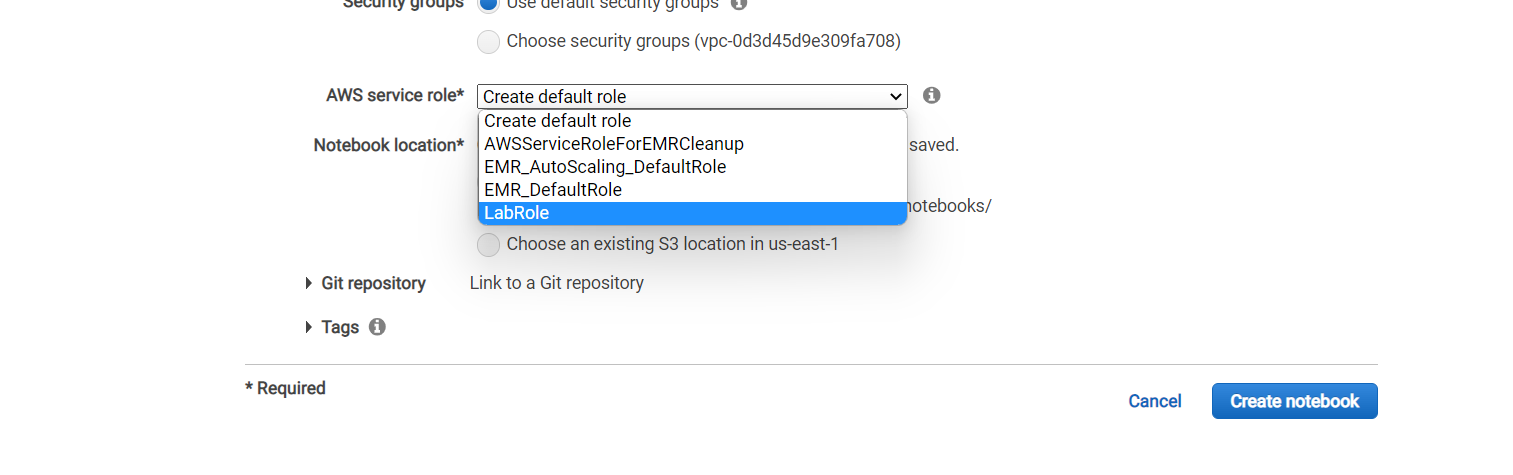 Security groups Use default security groups
Choose security groups (vpc-0d3d45d9e309fa708)
AWS service role* Create default role
Create default role
AWSServiceRoleForEMRCleanup
Notebook location* saved.
EMR_AutoScaling_DefaultRole
EMR_DefaultRole
notebooks/
LabRole
Choose an existing S3 location in us-east-1
Git repository Link to a Git repository
Tags
* Required
Cancel Create notebook